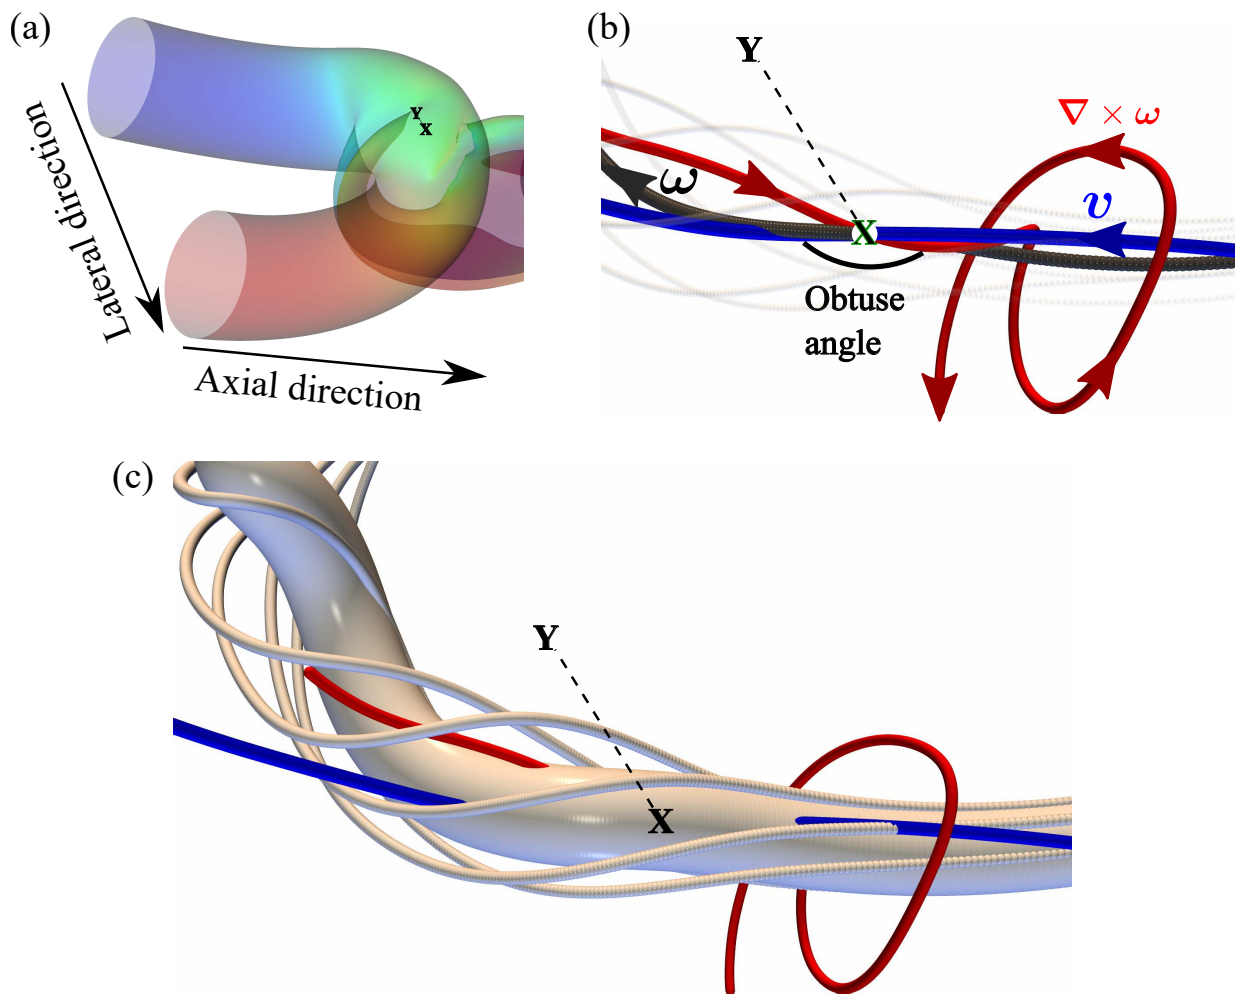 (a)
Y
X
Lateral direction
Axial direction
(b)
Y
∇ × ω
ω
X
v
Obtuse
angle
(c)
Y
X